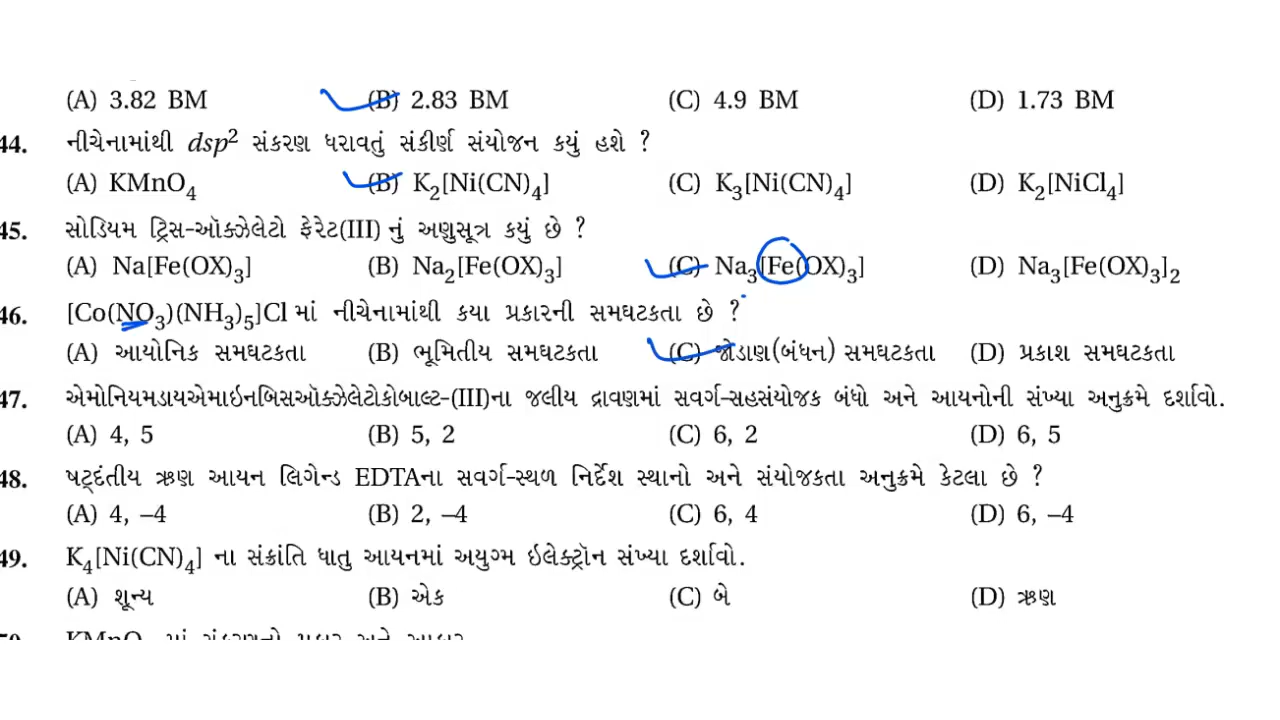 (A) 3.82 BM (B) 2.83 BM (C) 4.9 BM (D) 1.73 BM
44. નીચેનામાંથી dsp² સંકરણ ધરાવતું સંકીર્ણ સંયોજન કયું હશે ?
(A) KMnO₄ (B) K₂[Ni(CN)₄] (C) K₃[Ni(CN)₄] (D) K₂[NiCl₄]
45. સોડિયમ ટ્રિસ-ઑક્ઝેલેટો ફેરેટ(III) નું અણુસૂત્ર કયું છે ?
(A) Na[Fe(OX)₃] (B) Na₂[Fe(OX)₃] (C) Na₃[Fe(OX)₃] (D) Na₃[Fe(OX)₃]₂
46. [Co(NO₃)(NH₃)₅]Cl માં નીચેનામાંથી કયા પ્રકારની સમઘટકતા છે ?
(A) આયોનિક સમઘટકતા (B) ભૂમિતીય સમઘટકતા (C) જોડાણ(બંધન) સમઘટકતા (D) પ્રકાશ સમઘટકતા
47. એમોનિયમડાયએમાઇનબિસઑક્ઝેલેટોકોબાલ્ટ-(III)ના જલીય દ્રાવણમાં સવર્ગ-સહસંયોજક બંધો અને આયનોની સંખ્યા અનુક્રમે દર્શાવો.
(A) 4, 5 (B) 5, 2 (C) 6, 2 (D) 6, 5
48. ષટ્દંતીય ઋણ આયન લિગેન્ડ EDTAના સવર્ગ-સ્થળ નિર્દેશ સ્થાનો અને સંયોજકતા અનુક્રમે કેટલા છે ?
(A) 4, –4 (B) 2, –4 (C) 6, 4 (D) 6, –4
49. K₄[Ni(CN)₄] ના સંક્રાંતિ ધાતુ આયનમાં અયુગ્મ ઇલેક્ટ્રૉન સંખ્યા દર્શાવો.
(A) શૂન્ય (B) એક (C) બે (D) ઋણ